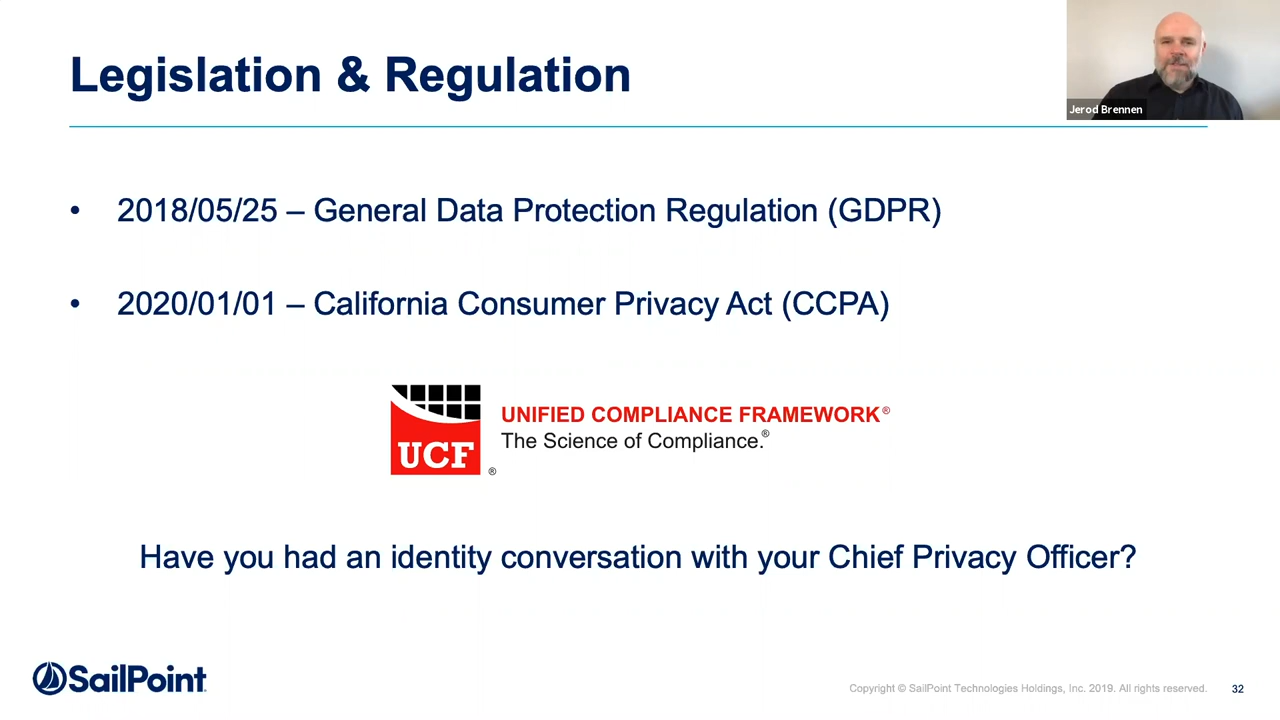 Legislation & Regulation
Jerod Brennen
• 2018/05/25 – General Data Protection Regulation (GDPR)
• 2020/01/01 – California Consumer Privacy Act (CCPA)
UCF®
UNIFIED COMPLIANCE FRAMEWORK®
The Science of Compliance.®
Have you had an identity conversation with your Chief Privacy Officer?
SailPoint
Copyright © SailPoint Technologies Holdings, Inc. 2019. All rights reserved.
32